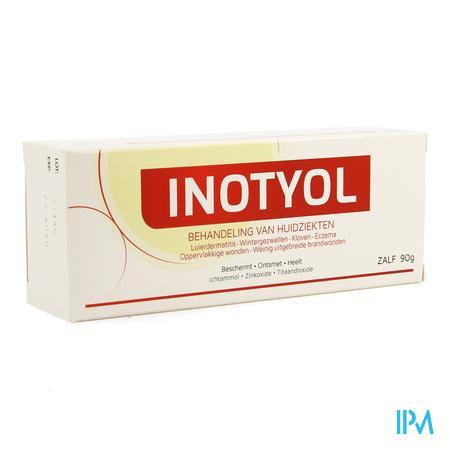 INOTYOL
BEHANDELING VAN HUIDZIEKTEN
Luierdermatitis - Wintergezwellen - Kloven - Eczema
Oppervlakkige wonden - Weinig uitgebreide brandwonden
Beschermt • Ontsmet • Heelt
Ichtammol • Zinkoxide • Titaandioxide
ZALF 90g
LOT:
EXP:
IPM